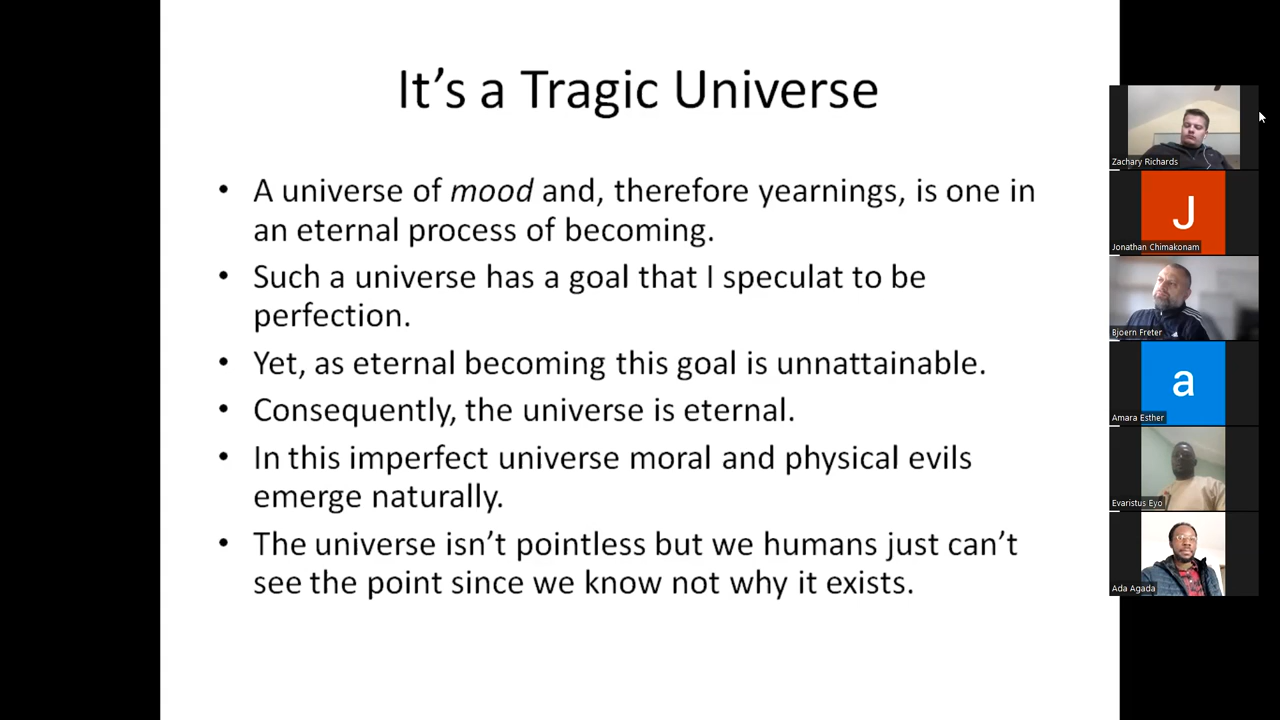 It's a Tragic Universe
• A universe of mood and, therefore yearnings, is one in
an eternal process of becoming.
• Such a universe has a goal that I speculat to be
perfection.
• Yet, as eternal becoming this goal is unnattainable.
• Consequently, the universe is eternal.
• In this imperfect universe moral and physical evils
emerge naturally.
• The universe isn't pointless but we humans just can't
see the point since we know not why it exists.
Zachary Richards
J
Jonathan Chimakonam
Bjoern Freter
a
Amara Esther
Evaristus Eyo
Ada Agada